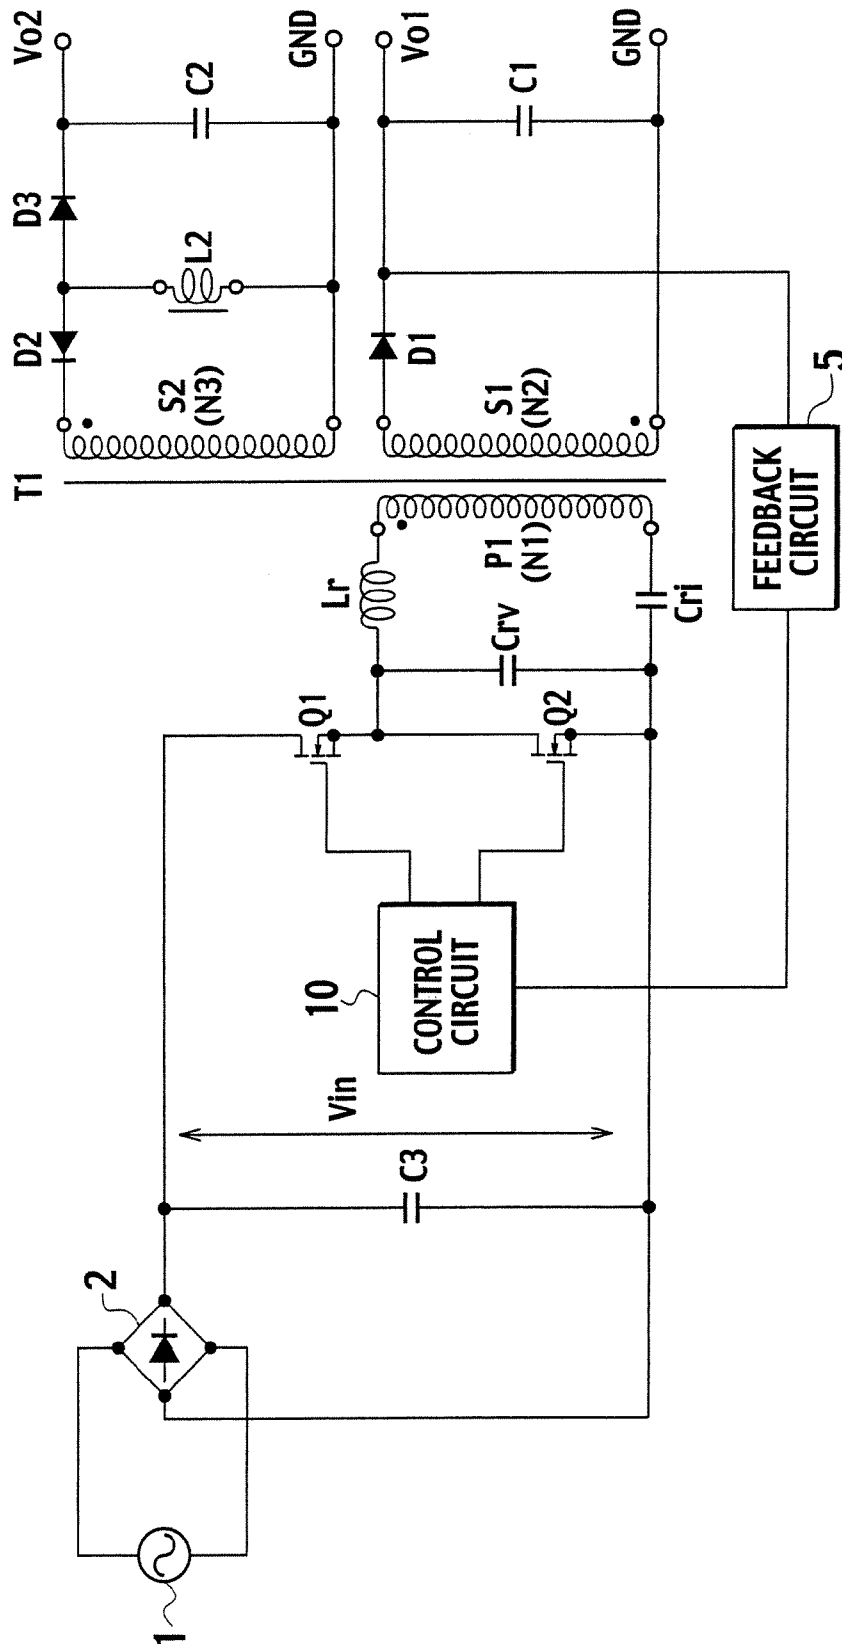 1
2
C3
Vin
10
CONTROL
CIRCUIT
Q1
Q2
Lr
Crv
Cri
P1
(N1)
T1
S2
(N3)
S1
(N2)
D2
L2
D3
C2
Vo2
GND
D1
C1
Vo1
GND
5
FEEDBACK
CIRCUIT